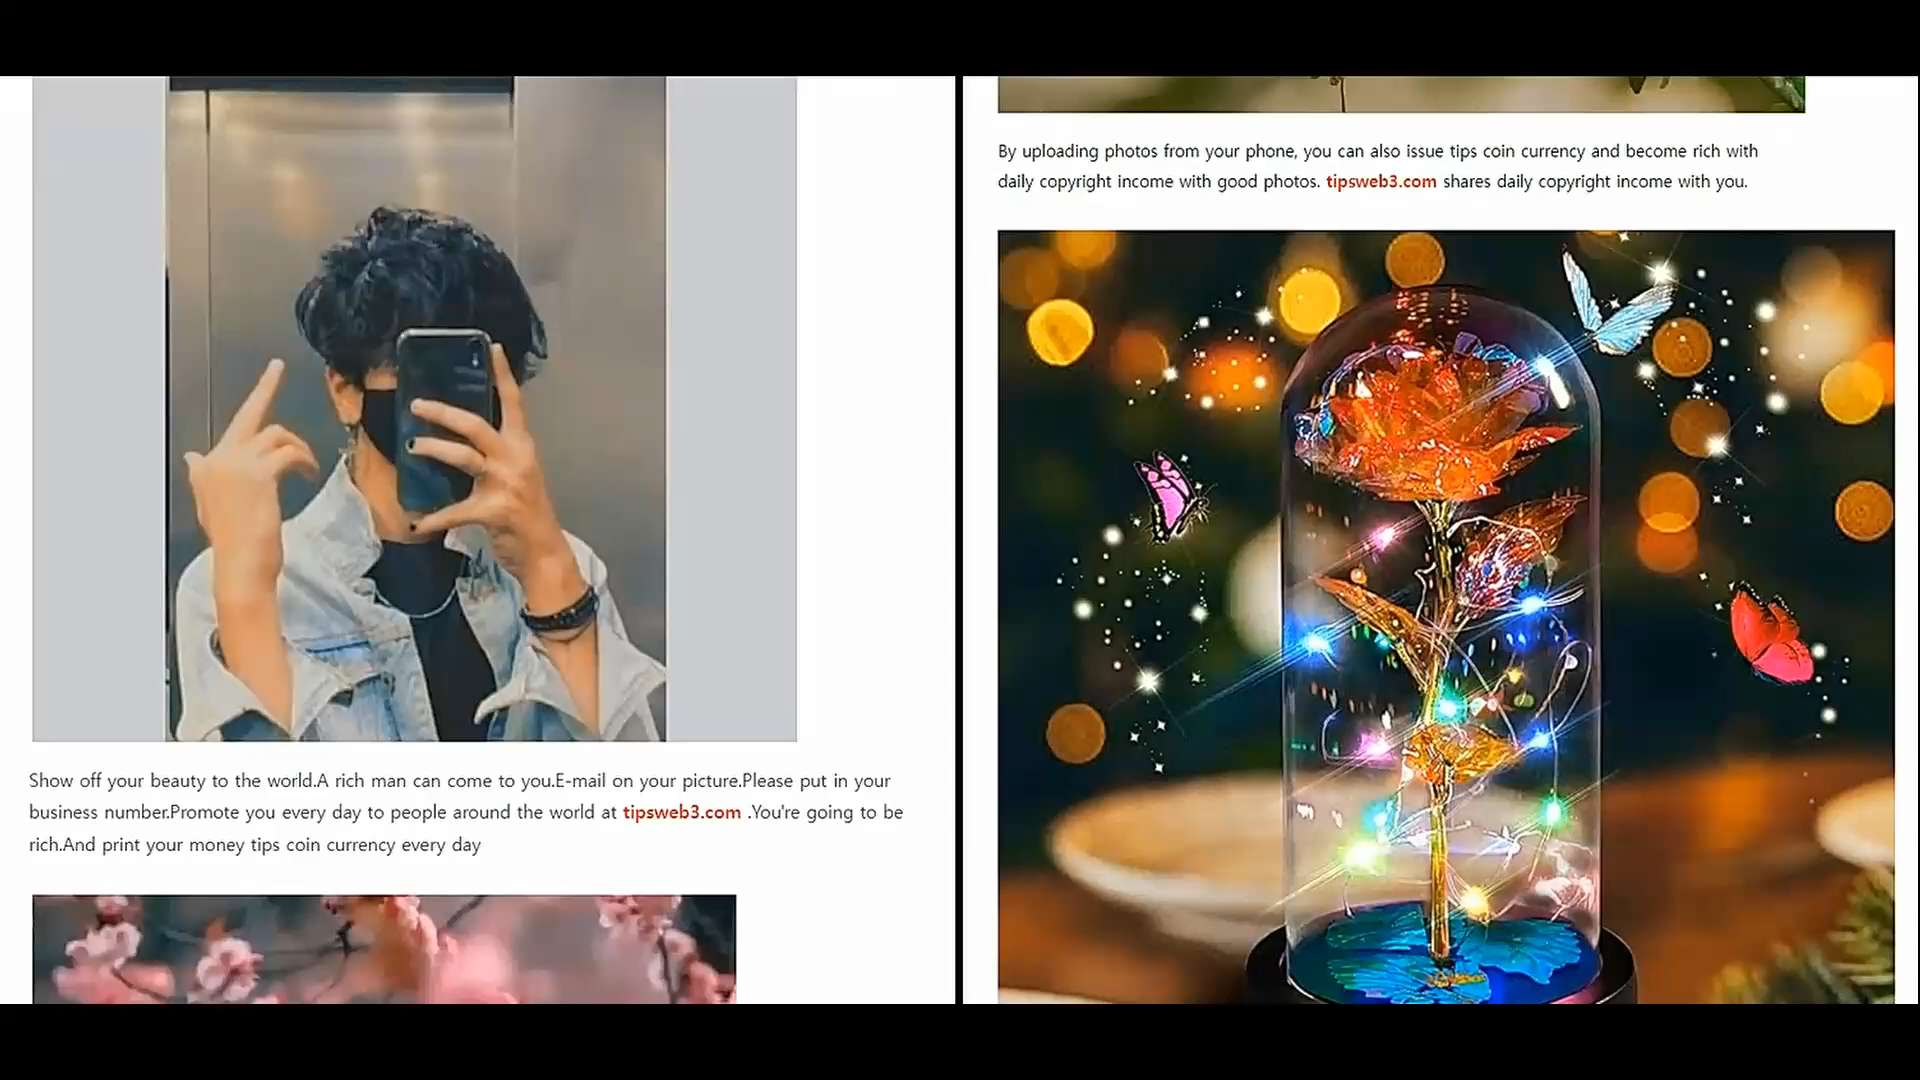 Show off your beauty to the world.A rich man can come to you.E-mail on your picture.Please put in your
business number.Promote you every day to people around the world at tipsweb3.com .You're going to be
rich.And print your money tips coin currency every day
By uploading photos from your phone, you can also issue tips coin currency and become rich with
daily copyright income with good photos. tipsweb3.com shares daily copyright income with you.